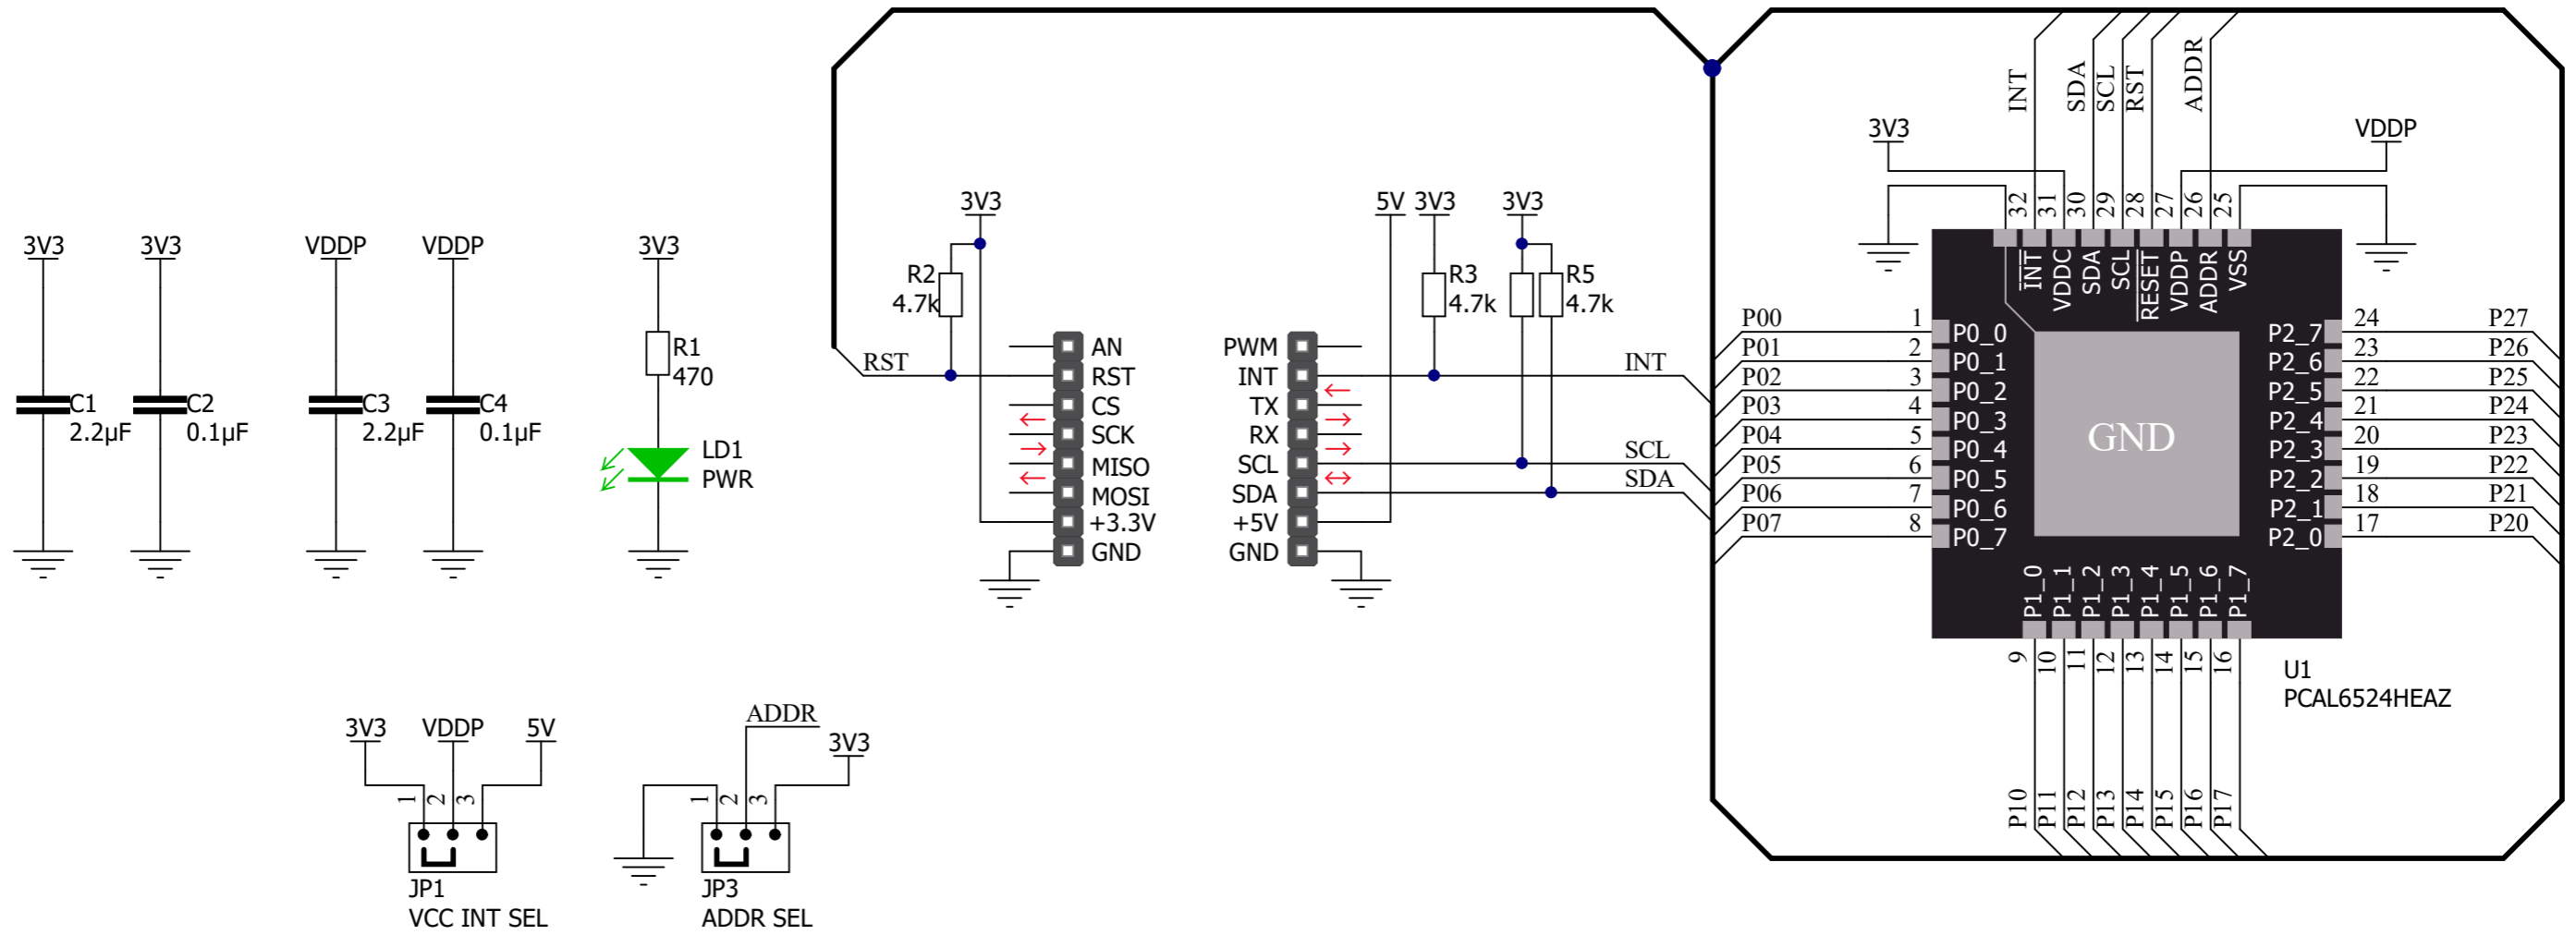 3V3
C1
2.2µF
3V3
C2
0.1µF
VDDP
C3
2.2µF
VDDP
C4
0.1µF
3V3
R1
470
LD1
PWR
3V3
VDDP
5V
1
2
3
JP1
VCC INT SEL
ADDR
3V3
1
2
3
JP3
ADDR SEL
3V3
R2
4.7k
RST
AN
RST
CS
SCK
MISO
MOSI
+3.3V
GND
5V
3V3
3V3
R3
4.7k
R5
4.7k
PWM
INT
TX
RX
SCL
SDA
+5V
GND
INT
SCL
SDA
INT
SDA
SCL
RST
ADDR
3V3
VDDP
32
31
30
29
28
27
26
25
INT
VDDC
SDA
SCL
RESET
VDDP
ADDR
VSS
P00 1 P0_0
P01 2 P0_1
P02 3 P0_2
P03 4 P0_3
P04 5 P0_4
P05 6 P0_5
P06 7 P0_6
P07 8 P0_7
GND
P2_7 24 P27
P2_6 23 P26
P2_5 22 P25
P2_4 21 P24
P2_3 20 P23
P2_2 19 P22
P2_1 18 P21
P2_0 17 P20
P1_0
P1_1
P1_2
P1_3
P1_4
P1_5
P1_6
P1_7
9
10
11
12
13
14
15
16
U1
PCAL6524HEAZ
P10
P11
P12
P13
P14
P15
P16
P17